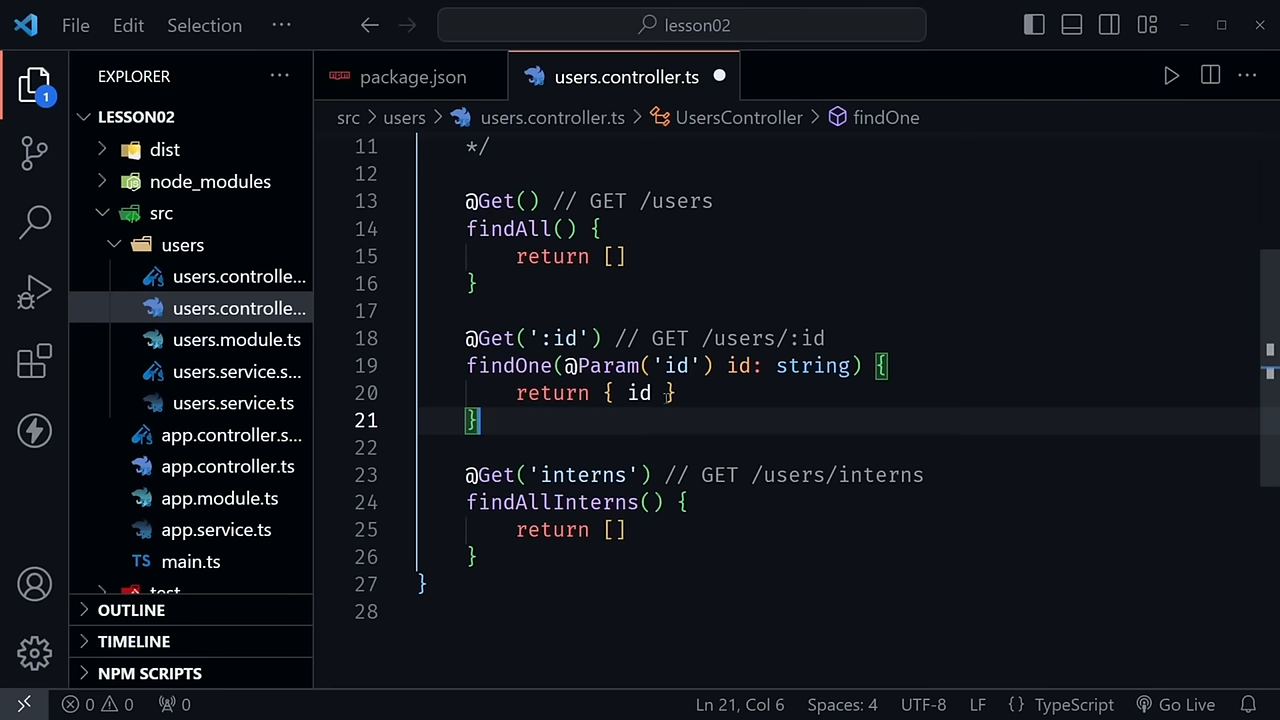 File Edit Selection ··· lesson02
EXPLORER ···
package.json users.controller.ts
src > users > users.controller.ts > UsersController > findOne
LESSON02
dist
node_modules
src
users
users.controlle...
users.controlle...
users.module.ts
users.service.s...
users.service.ts
app.controller.s...
app.controller.ts
app.module.ts
app.service.ts
TS main.ts
test
OUTLINE
TIMELINE
NPM SCRIPTS
1
11 */
12
13 @Get() // GET /users
14 findAll() {
15 return []
16 }
17
18 @Get(':id') // GET /users/:id
19 findOne(@Param('id') id: string) {
20 return { id }
21 }
22
23 @Get('interns') // GET /users/interns
24 findAllInterns() {
25 return []
26 }
27 }
28
0 0 0 Ln 21, Col 6 Spaces: 4 UTF-8 LF {} TypeScript Go Live